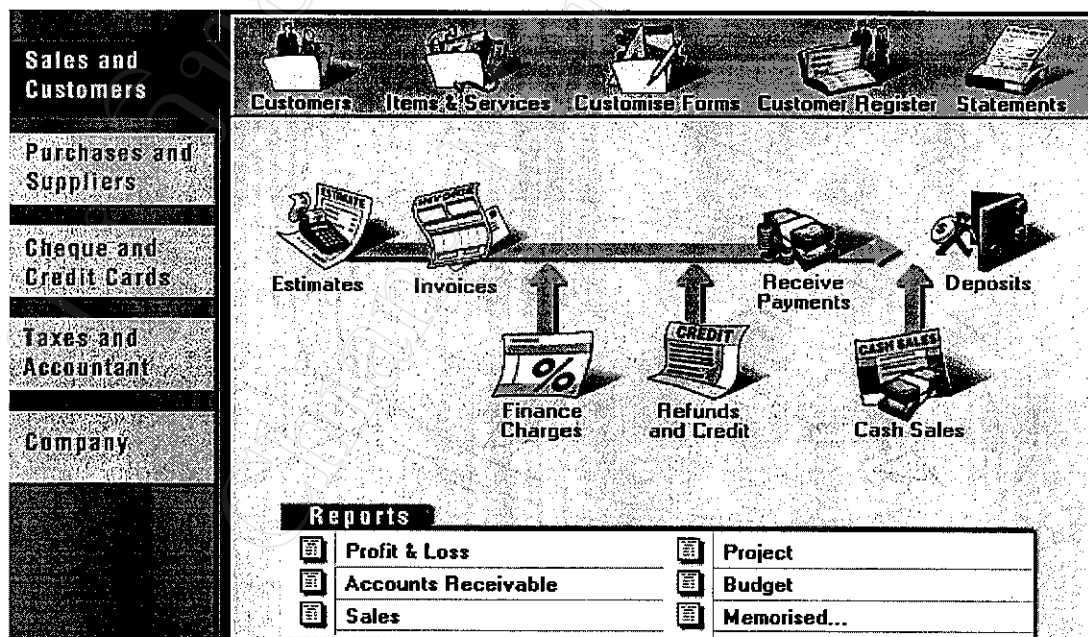 Sales and
Customers
Purchases and
Suppliers
Cheque and
Credit Cards
Taxes and
Accountant
Company
Customers
Items & Services
Customise Forms
Customer Register
Statements
ESTIMATE
INVOICE
Estimates
Invoices
Receive
Payments
Deposits
%
CREDIT
CASH SALES
Finance
Charges
Refunds
and Credit
Cash Sales
Reports
Profit & Loss
Project
Accounts Receivable
Budget
Sales
Memorised...